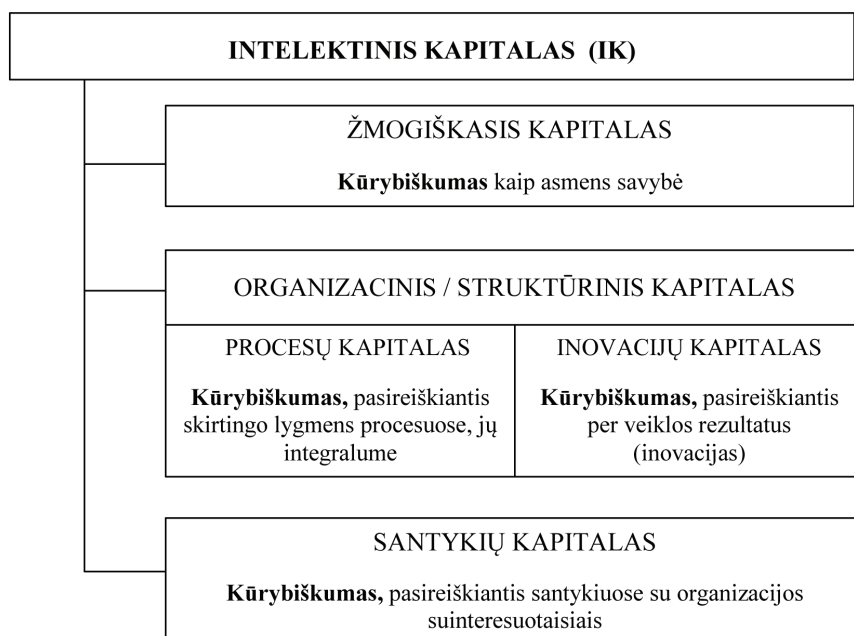 INTELEKTINIS KAPITALAS (IK)
ŽMOGIŠKASIS KAPITALAS
Kūrybiškumas kaip asmens savybė
ORGANIZACINIS / STRUKTŪRINIS KAPITALAS
PROCESŲ KAPITALAS
Kūrybiškumas, pasireiškiantis
skirtingo lygmens procesuose, jų
integralume
INOVACIJŲ KAPITALAS
Kūrybiškumas, pasireiškiantis
per veiklos rezultatus
(inovacijas)
SANTYKIŲ KAPITALAS
Kūrybiškumas, pasireiškiantis santykiuose su organizacijos
suinteresuotaisiais